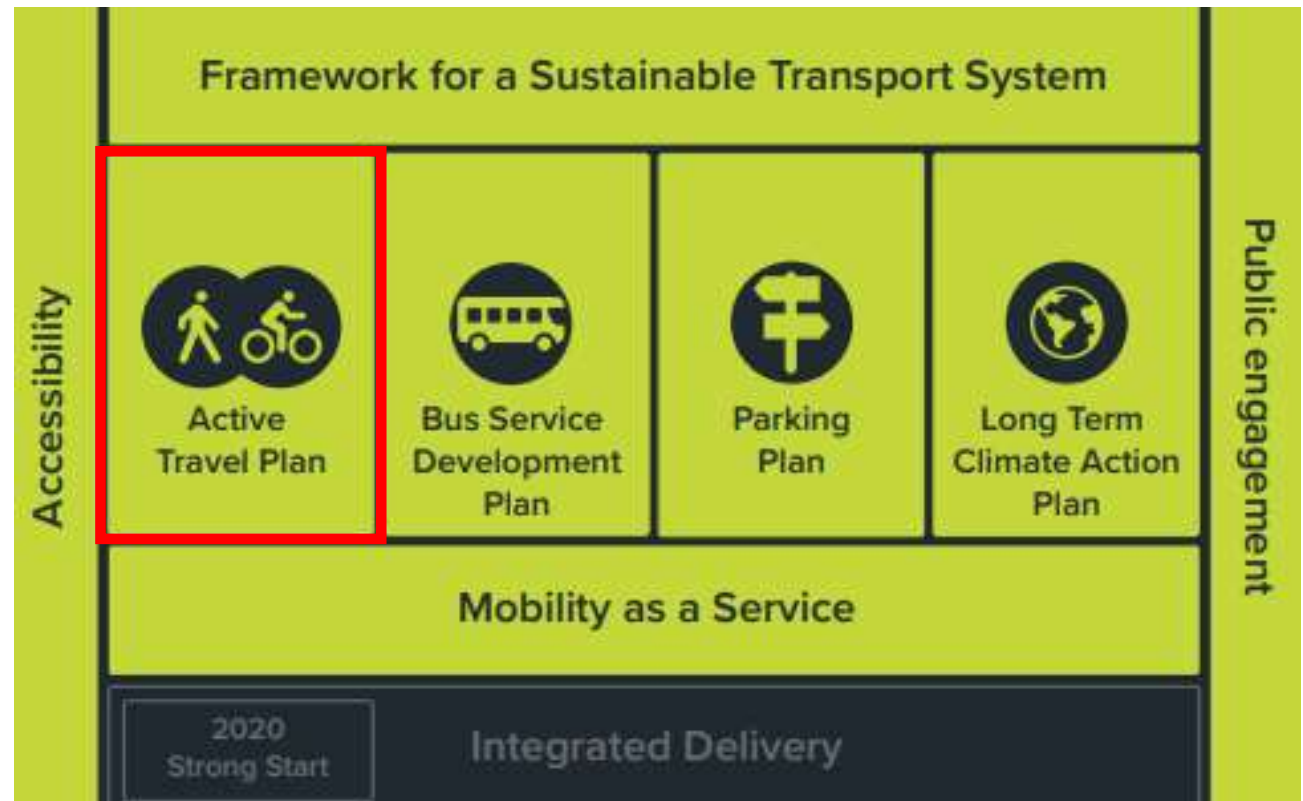 Framework for a Sustainable Transport System
Accessibility
Active
Travel Plan
Bus Service
Development
Plan
Parking
Plan
Long Term
Climate Action
Plan
Public engagement
Mobility as a Service
2020
Strong Start
Integrated Delivery